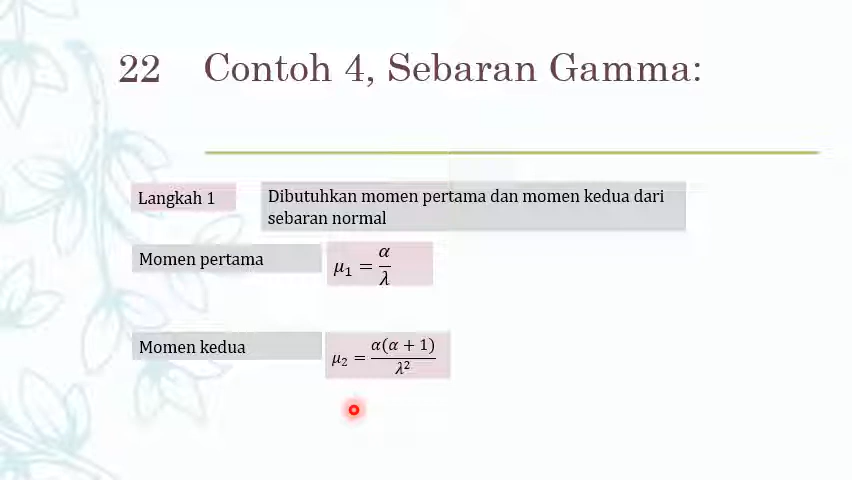 22 Contoh 4, Sebaran Gamma:
Langkah 1
Dibutuhkan momen pertama dan momen kedua dari
sebaran normal
Momen pertama
μ₁ = α/λ
Momen kedua
μ₂ = α(α + 1)/λ²